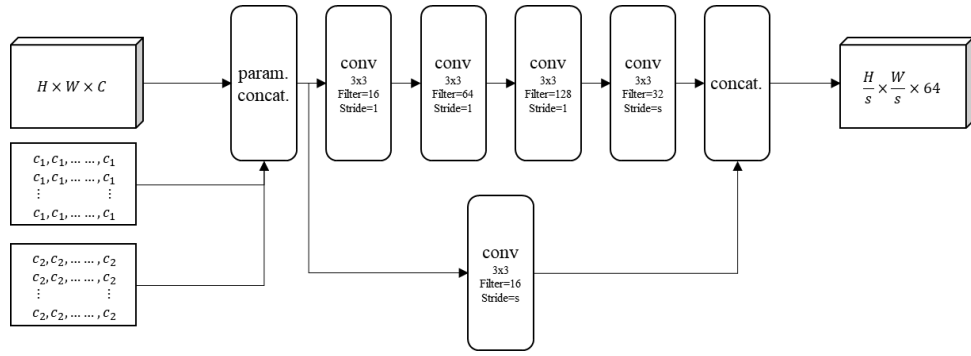 H × W × C
c₁, c₁, … … , c₁
c₁, c₁, … … , c₁
⋮ ⋮
c₁, c₁, … … , c₁
c₂, c₂, … … , c₂
c₂, c₂, … … , c₂
⋮ ⋮
c₂, c₂, … … , c₂
param.
concat.
conv
3x3
Filter=16
Stride=1
conv
3x3
Filter=64
Stride=1
conv
3x3
Filter=128
Stride=1
conv
3x3
Filter=32
Stride=s
concat.
H/s × W/s × 64
conv
3x3
Filter=16
Stride=s